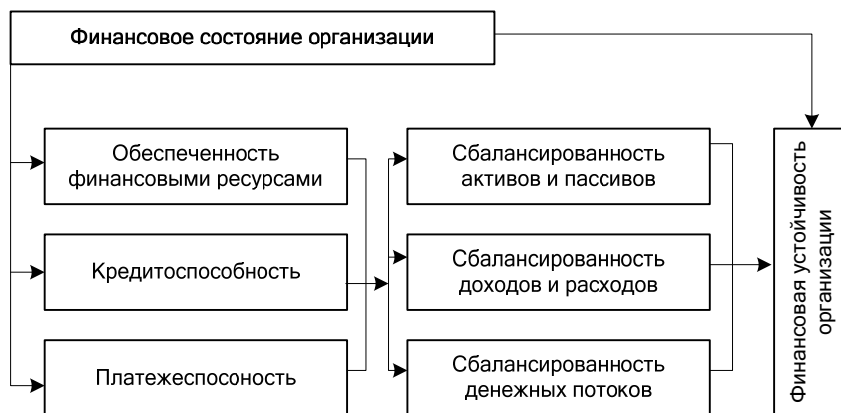 Финансовое состояние организации
Обеспеченность
финансовыми ресурсами
Сбалансированность
активов и пассивов
Кредитоспособность
Сбалансированность
доходов и расходов
Платежеспосоность
Сбалансированность
денежных потоков
Финансовая устойчивость
организации